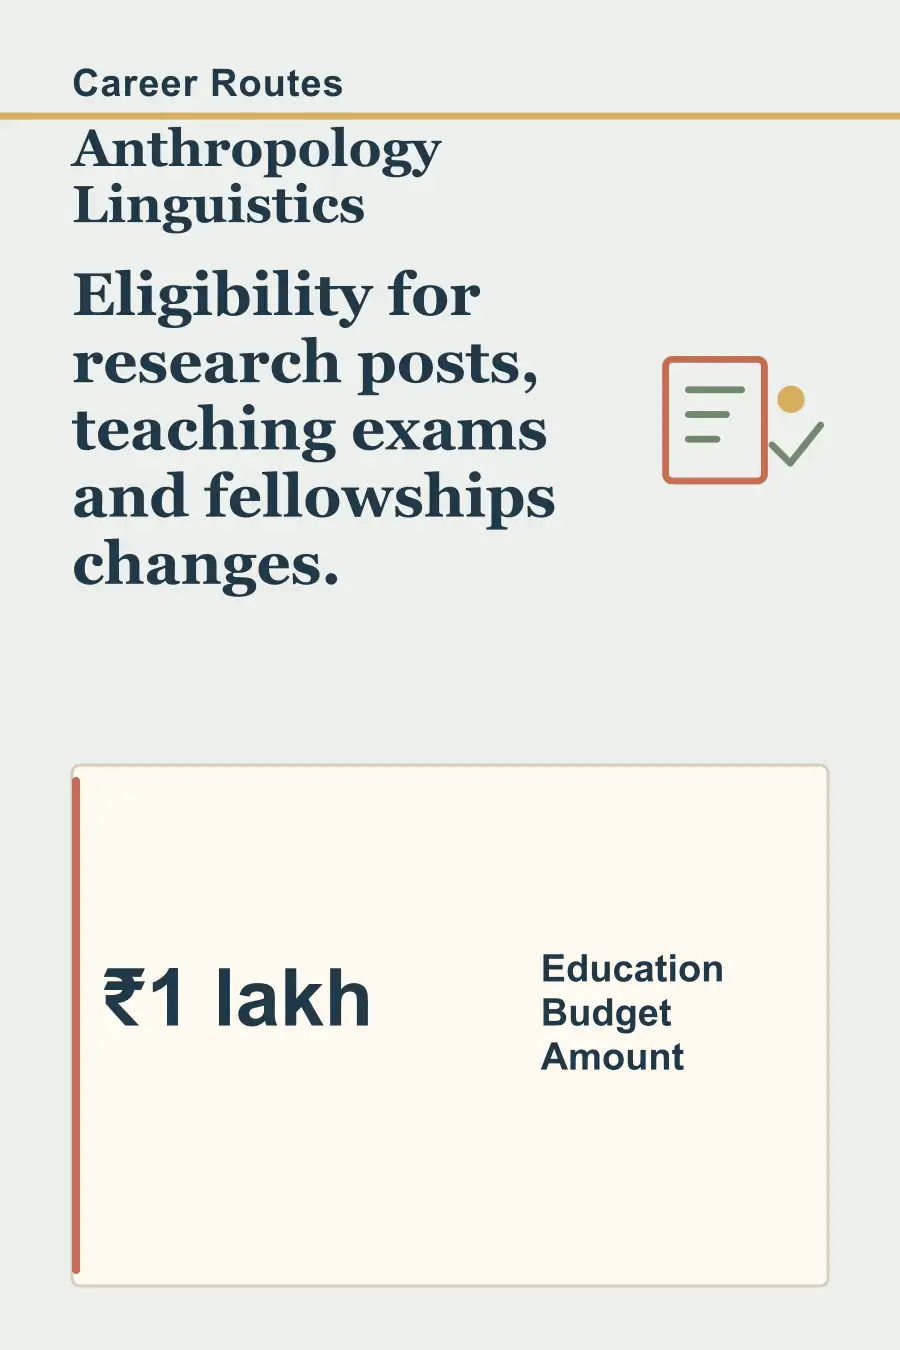 Career Routes
Anthropology
Linguistics
Eligibility for
research posts,
teaching exams
and fellowships
changes.
₹1 lakh
Education
Budget
Amount